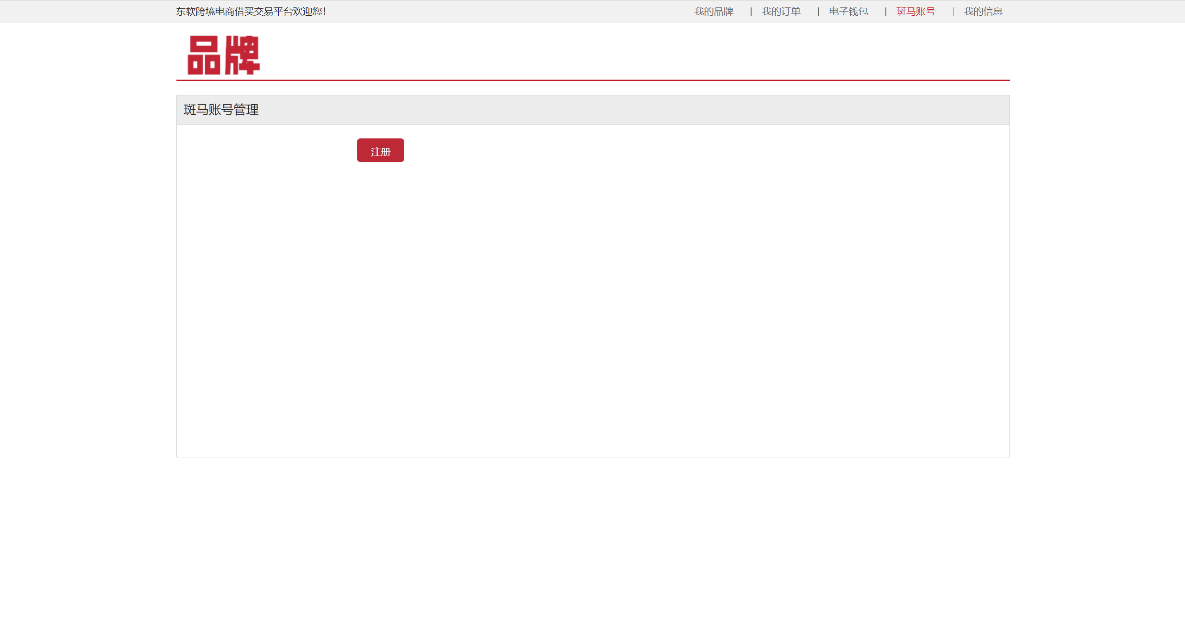 东软跨境电商借买交易平台欢迎您! 我的品牌 | 我的订单 | 电子钱包 | 斑马账号 | 我的信息
品牌
斑马账号管理
注册